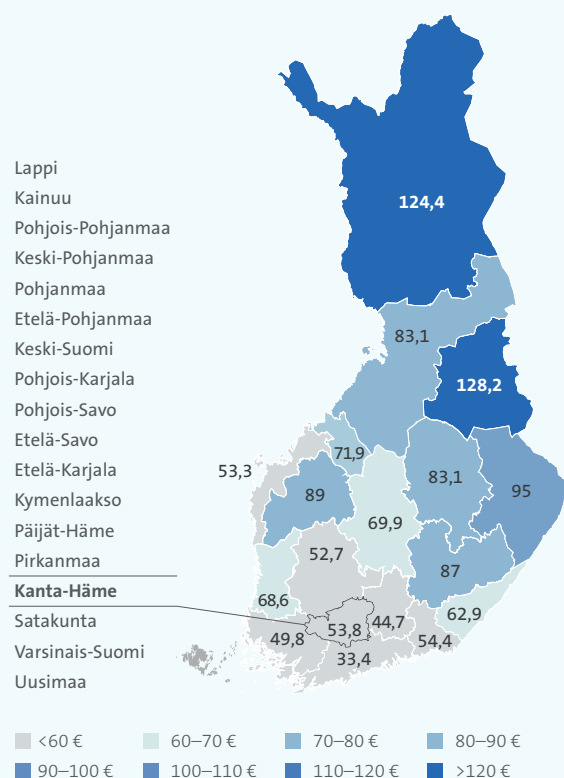 124,4
Lappi
Kainuu
Pohjois-Pohjanmaa
Keski-Pohjanmaa
Pohjanmaa
Etelä-Pohjanmaa
Keski-Suomi
Pohjois-Karjala
Pohjois-Savo
Etelä-Savo
Etelä-Karjala
Kymenlaakso
Päijät-Häme
Pirkanmaa
Kanta-Häme
Satakunta
Varsinais-Suomi
Uusimaa
83,1
128,2
71,9
53,3
83,1
89
95
69,9
52,7
87
68,6
62,9
44,7
53,8
49,8
54,4
33,4
<60 € 60–70 € 70–80 € 80–90 €
90–100 € 100–110 € 110–120 € >120 €